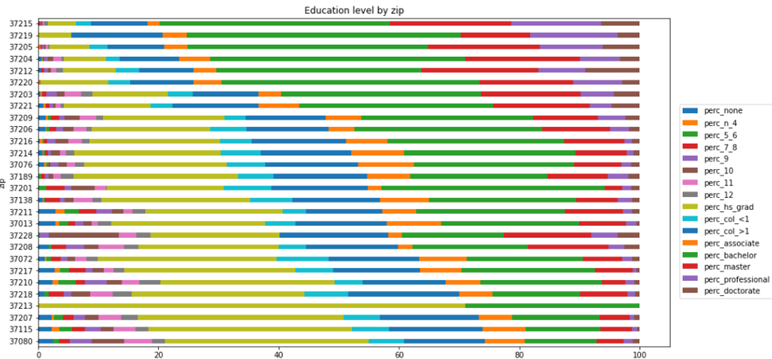 Education level by zip
37215
37219
37205
37204
37212
37220
37203
37221
37209
37206
37216
37214
37076
37189
37201
37138
37211
37013
37228
37208
37072
37217
37210
37218
37213
37207
37115
37080
zip
0 20 40 60 80 100
perc_none
perc_n_4
perc_5_6
perc_7_8
perc_9
perc_10
perc_11
perc_12
perc_hs_grad
perc_col_<1
perc_col_>1
perc_associate
perc_bachelor
perc_master
perc_professional
perc_doctorate